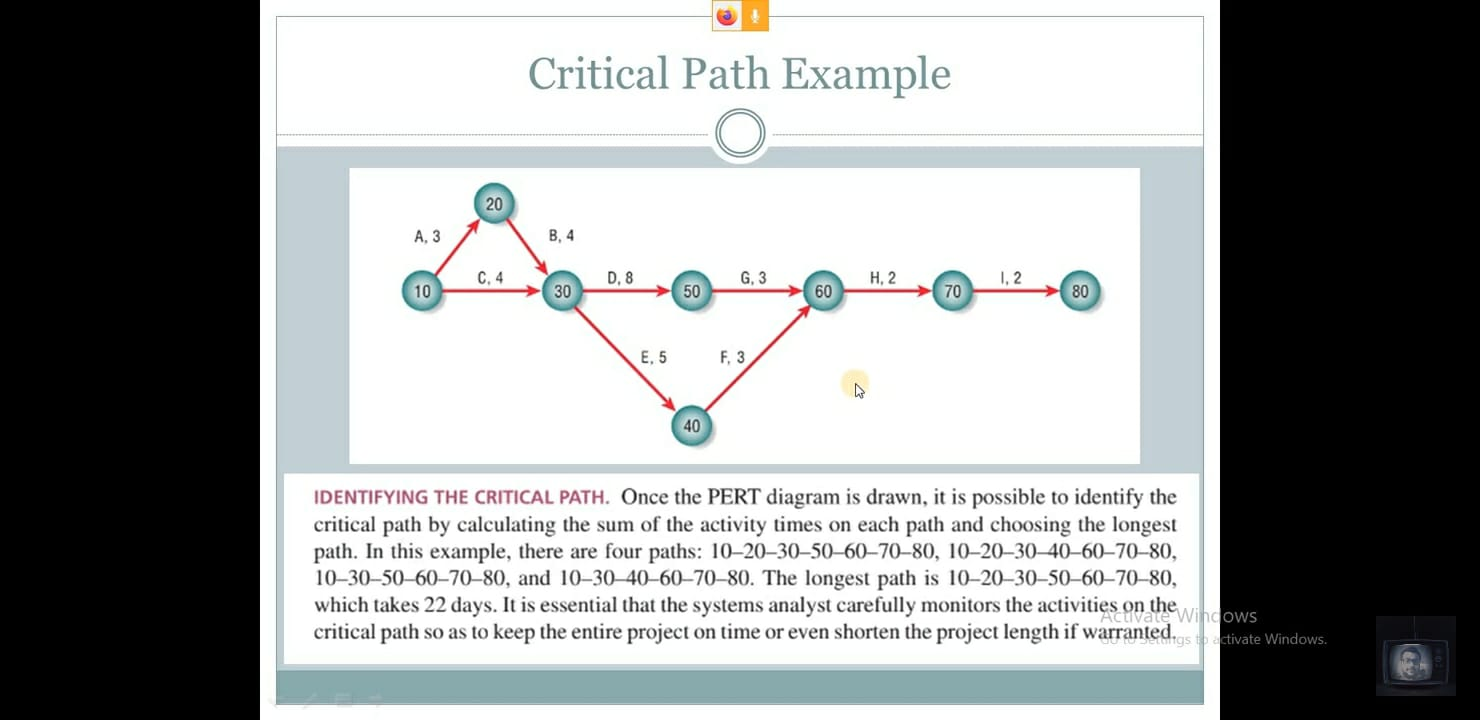 Critical Path Example
20
A, 3
B, 4
C, 4
D, 8
G, 3
H, 2
I, 2
10
30
50
60
70
80
E, 5
F, 3
40
IDENTIFYING THE CRITICAL PATH. Once the PERT diagram is drawn, it is possible to identify the
critical path by calculating the sum of the activity times on each path and choosing the longest
path. In this example, there are four paths: 10–20–30–50–60–70–80, 10–20–30–40–60–70–80,
10–30–50–60–70–80, and 10–30–40–60–70–80. The longest path is 10–20–30–50–60–70–80,
which takes 22 days. It is essential that the systems analyst carefully monitors the activities on the
critical path so as to keep the entire project on time or even shorten the project length if warranted.
Activate Windows
Go to Settings to activate Windows.